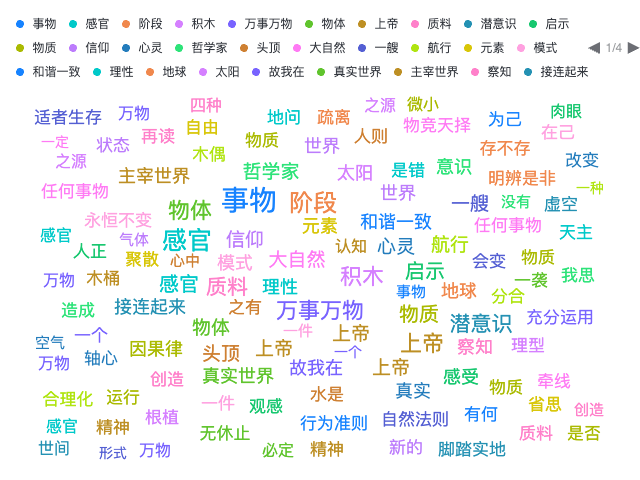 事物 感官 阶段 积木 万事万物 物体 上帝 质料 潜意识 启示
物质 信仰 心灵 哲学家 头顶 大自然 一艘 航行 元素 模式 1/4
和谐一致 理性 地球 太阳 故我在 真实世界 主宰世界 察知 接连起来
四种 之源 微小
适者生存 万物 地问 疏离 物竞天择 为己 肉眼
自由 再读 人则 在己
一定 状态 物质 世界 存不存
之源 木偶 改变
哲学家 太阳 是错 意识 明辨是非
主宰世界 一种
任何事物 物体 事物 阶段 世界 一艘 没有 虚空
永恒不变 元素 和谐一致 任何事物
感官 气体 感官 信仰 认知 心灵 航行 天主
人正 聚散 心中 模式 大自然 会变 物质
万物 木桶 感官 质料 理性 积木 启示 一袭 我思
事物 地球 分合
造成 接连起来 之有 万事万物 物质 潜意识 充分运用
空气 一个 物体 一件 上帝
万物 轴心 因果律 头顶 上帝 一个 上帝 察知 理型
创造 真实世界 故我在 上帝 感受 牵线
合理化 运行 一件 观感 水是 真实 物质 省思 创造
感官 精神 根植 行为准则 自然法则 有何
无休止 质料 是否
世间 形式 万物 必定 精神 新的 脚踏实地